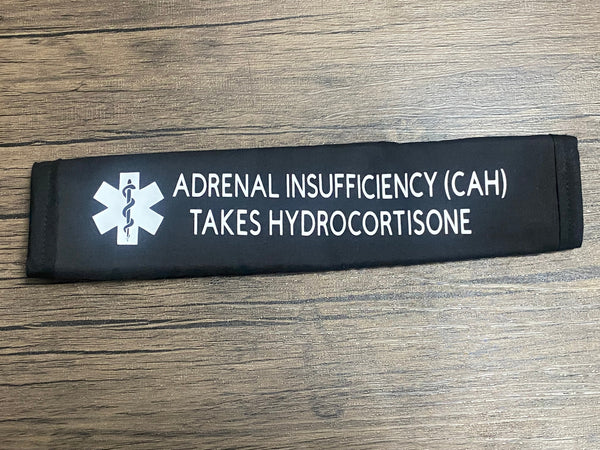 ADRENAL INSUFFICIENCY (CAH)
TAKES HYDROCORTISONE